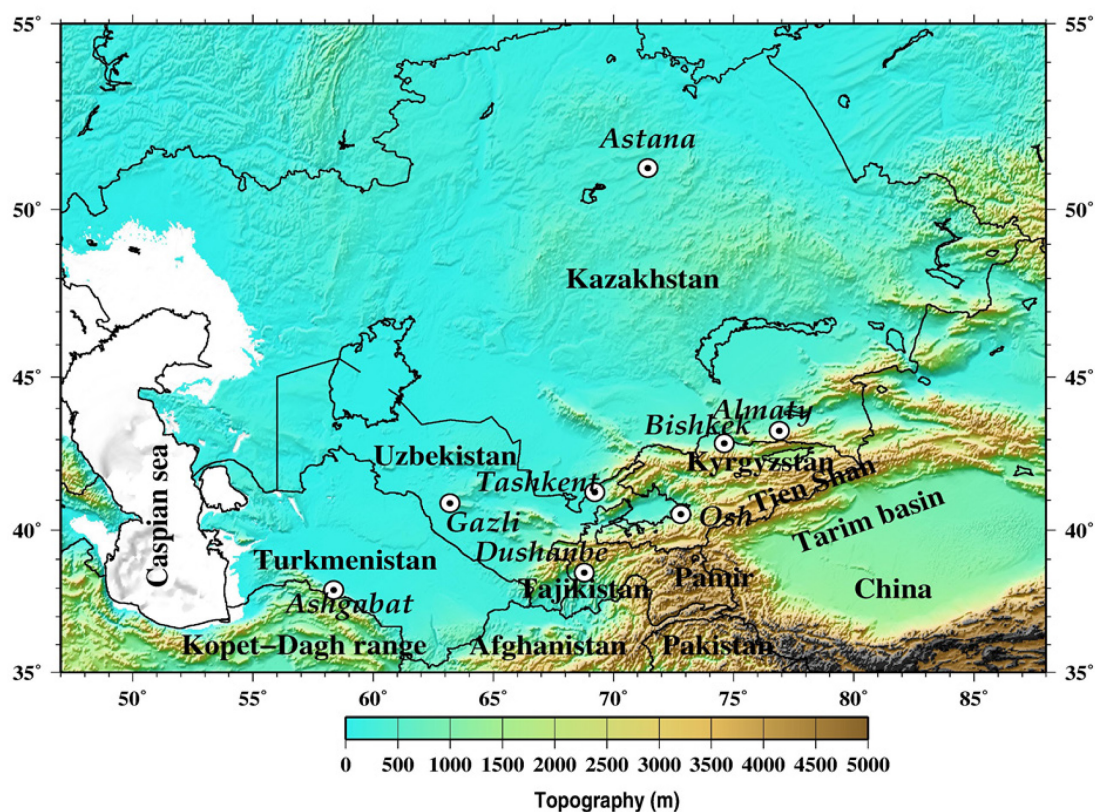 55° 55°
Astana
50° 50°
Kazakhstan
45° 45°
Almaty
Bishkek
Uzbekistan Kyrgyzstan
Tashkent Tien Shan
Caspian sea
Gazli Osh Tarim basin
40° 40°
Dushanbe
Turkmenistan Pamir
Tajikistan China
Ashgabat
Kopet-Dagh range Afghanistan Pakistan
35° 35°
50° 55° 60° 65° 70° 75° 80° 85°
0 500 1000 1500 2000 2500 3000 3500 4000 4500 5000
Topography (m)